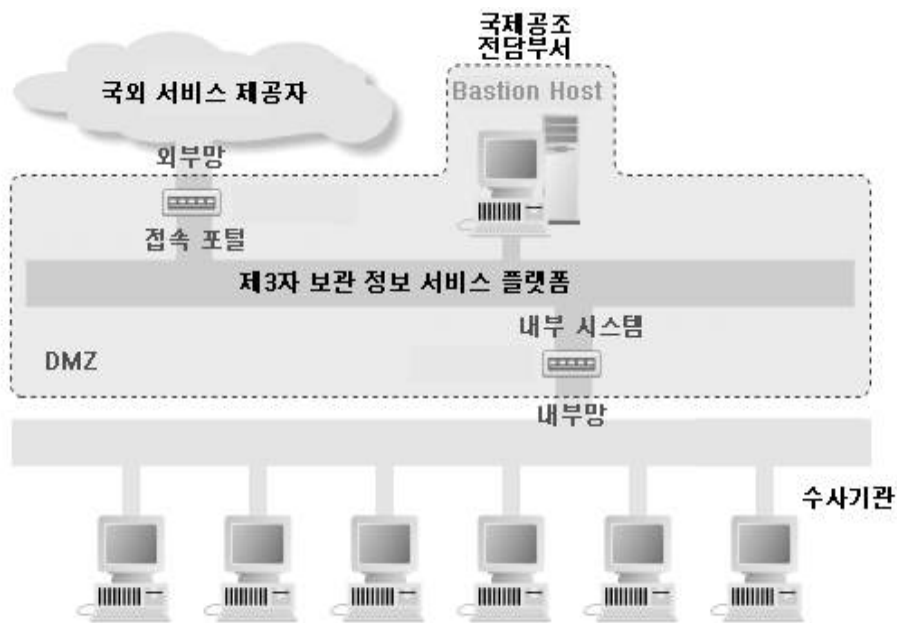 국제공조
전담부서
국외 서비스 제공자
Bastion Host
외부망
접속 포털
제3자 보관 정보 서비스 플랫폼
내부 시스템
DMZ
내부망
수사기관